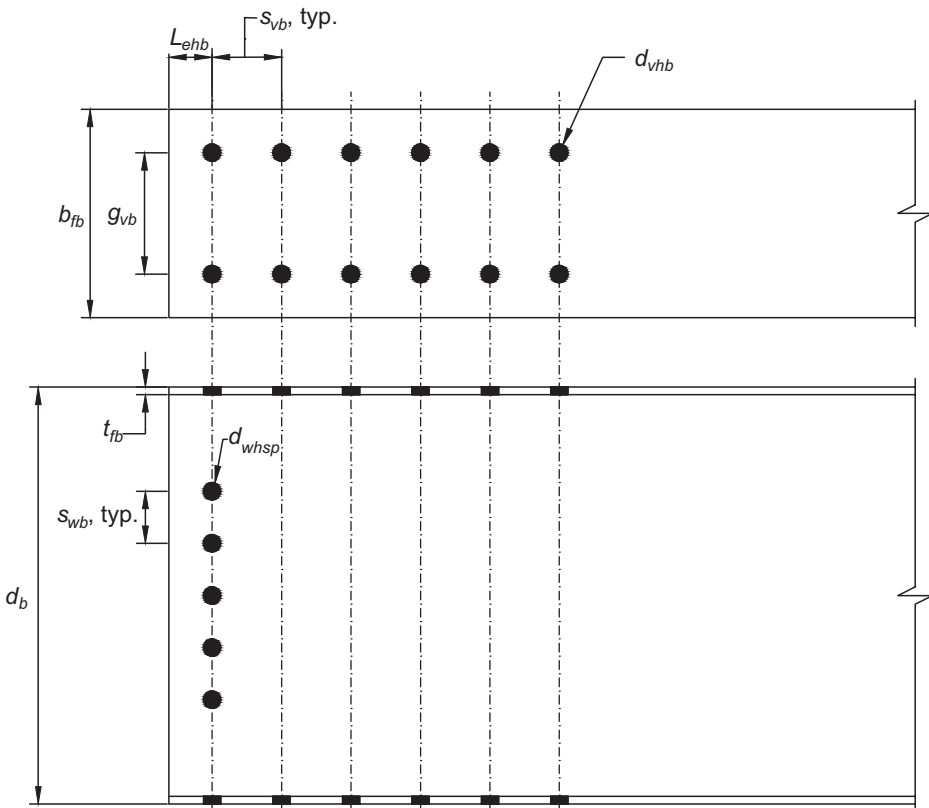 s_vb, typ.
L_ehb
d_vhb
b_fb
g_vb
t_fb
d_whsp
s_wb, typ.
d_b